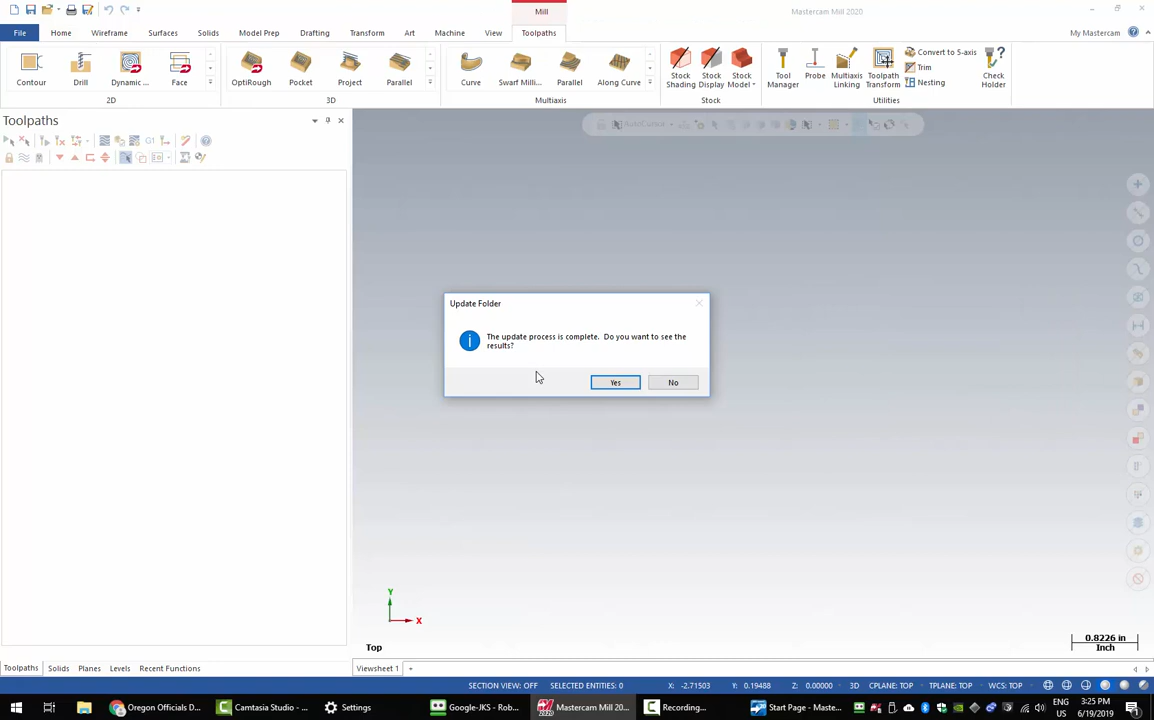 Mill
Mastercam Mill 2020
File
Home
Wireframe
Surfaces
Solids
Model Prep
Drafting
Transform
Art
Machine
View
Toolpaths
My Mastercam
Contour
Drill
Dynamic ...
Face
OptiRough
Pocket
Project
Parallel
Curve
Swarf Milli...
Parallel
Along Curve
Stock Shading
Stock Display
Stock Model
Tool Manager
Probe
Multiaxis Linking
Toolpath Transform
Convert to 5-axis
Trim
Nesting
Check Holder
2D
3D
Multiaxis
Stock
Utilities
Toolpaths
G1
AutoCursor
Update Folder
The update process is complete. Do you want to see the
results?
Yes
No
Y
X
Top
0.8226 in
Inch
Toolpaths
Solids
Planes
Levels
Recent Functions
Viewsheet 1
+
SECTION VIEW: OFF
SELECTED ENTITIES: 0
X: -2.71503
Y: 0.19488
Z: 0.00000
3D
CPLANE: TOP
TPLANE: TOP
WCS: TOP
Oregon Officials D...
Camtasia Studio - ...
Settings
Google-JKS - Rob...
Mastercam Mill 20...
Recording...
Start Page - Maste...
ENG
US
3:25 PM
6/19/2019
1